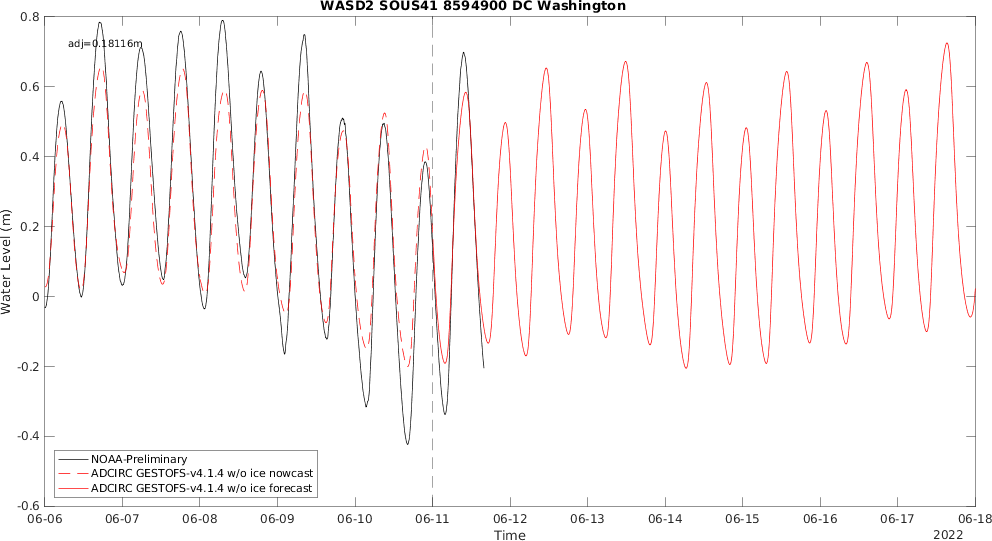 WASD2 SOUS41 8594900 DC Washington
adj=0.18116m
Water Level (m)
0.8
0.6
0.4
0.2
0
-0.2
-0.4
-0.6
NOAA-Preliminary
ADCIRC GESTOFS-v4.1.4 w/o ice nowcast
ADCIRC GESTOFS-v4.1.4 w/o ice forecast
06-06 06-07 06-08 06-09 06-10 06-11 06-12 06-13 06-14 06-15 06-16 06-17 06-18
Time
2022